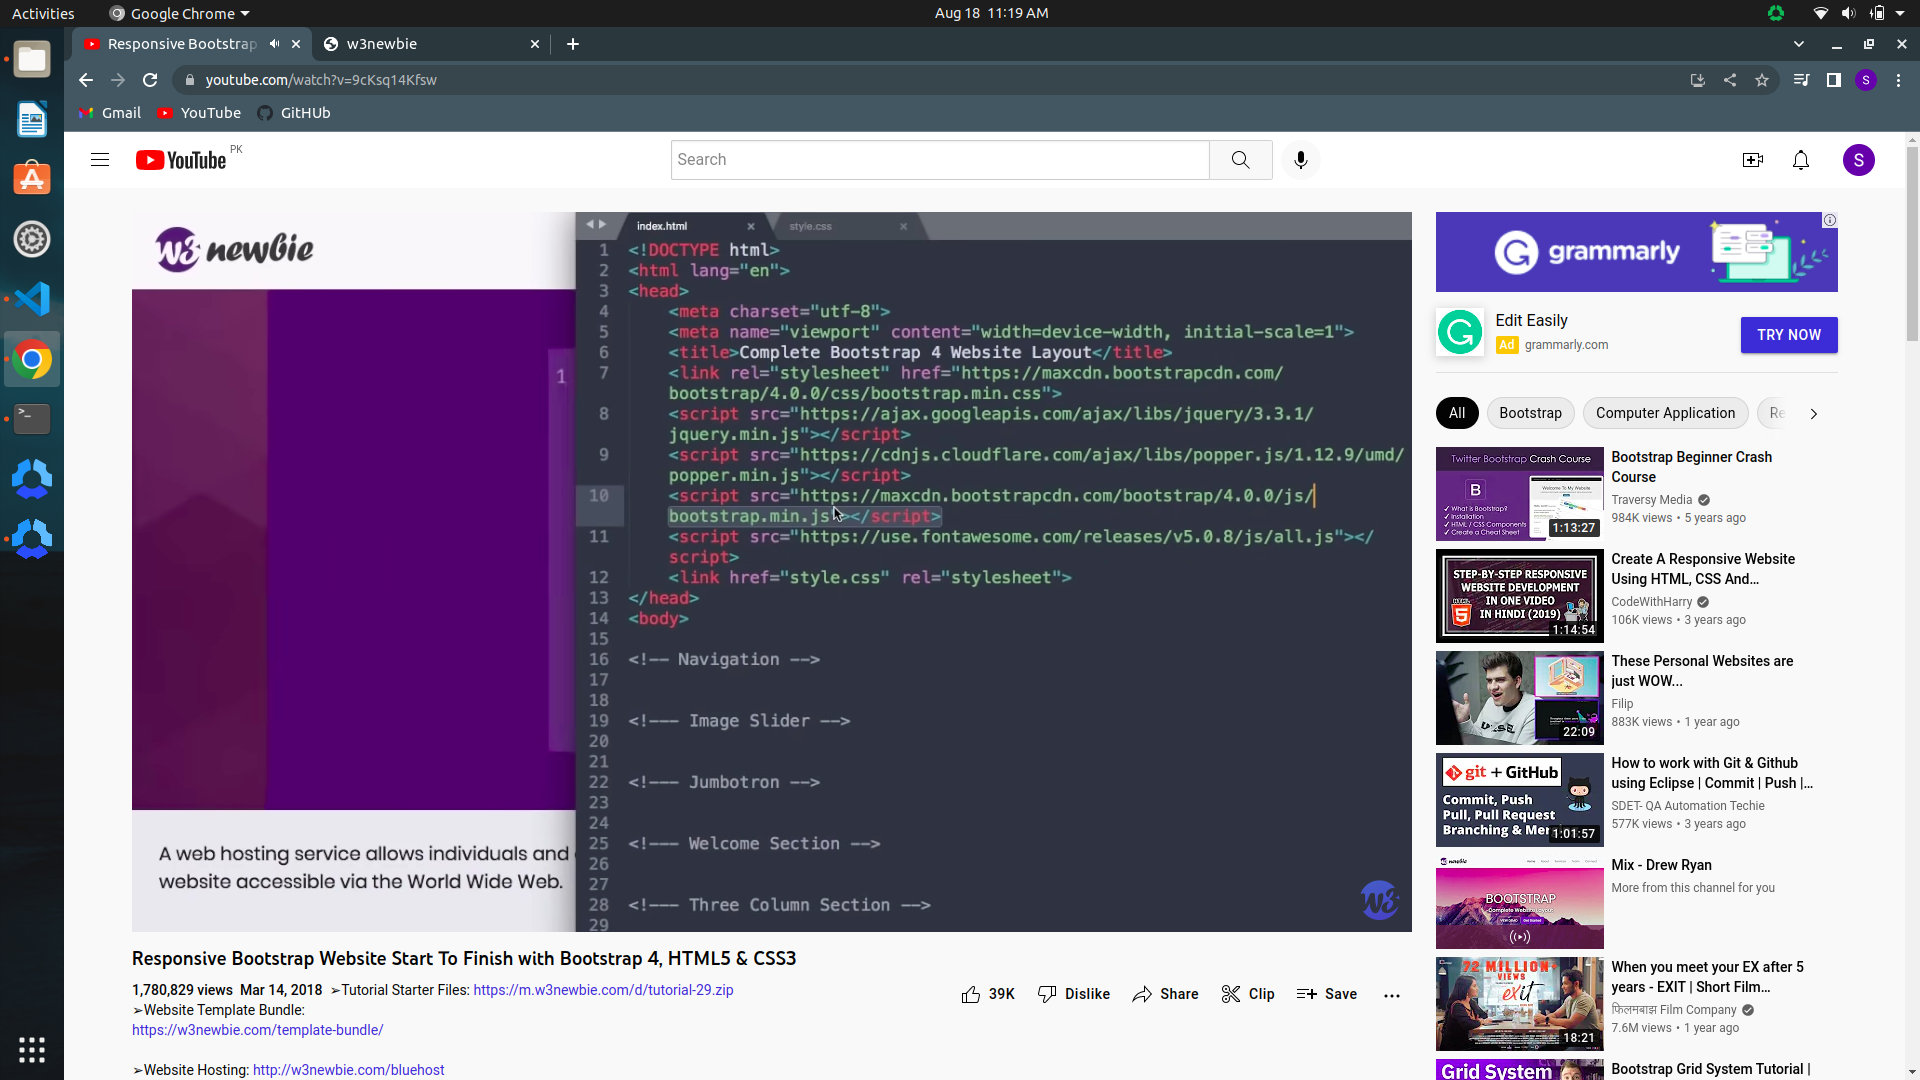 Activities
Google Chrome
Aug 18 11:19 AM
Responsive Bootstrap
w3newbie
youtube.com/watch?v=9cKsq14Kfsw
S
Gmail
YouTube
GitHUb
YouTube PK
Search
S
W3 newbie
1
A web hosting service allows individuals and
website accessible via the World Wide Web.
index.html
style.css
1 <!DOCTYPE html>
2 <html lang="en">
3 <head>
4 <meta charset="utf-8">
5 <meta name="viewport" content="width=device-width, initial-scale=1">
6 <title>Complete Bootstrap 4 Website Layout</title>
7 <link rel="stylesheet" href="https://maxcdn.bootstrapcdn.com/
bootstrap/4.0.0/css/bootstrap.min.css">
8 <script src="https://ajax.googleapis.com/ajax/libs/jquery/3.3.1/
jquery.min.js"></script>
9 <script src="https://cdnjs.cloudflare.com/ajax/libs/popper.js/1.12.9/umd/
popper.min.js"></script>
10 <script src="https://maxcdn.bootstrapcdn.com/bootstrap/4.0.0/js/
bootstrap.min.js"></script>
11 <script src="https://use.fontawesome.com/releases/v5.0.8/js/all.js"></
script>
12 <link href="style.css" rel="stylesheet">
13 </head>
14 <body>
15
16 <!-- Navigation -->
17
18
19 <!--- Image Slider -->
20
21
22 <!--- Jumbotron -->
23
24
25 <!--- Welcome Section -->
26
27
28 <!--- Three Column Section -->
29
W3
Responsive Bootstrap Website Start To Finish with Bootstrap 4, HTML5 & CSS3
1,780,829 views Mar 14, 2018 ➢Tutorial Starter Files: https://m.w3newbie.com/d/tutorial-29.zip
➢Website Template Bundle:
https://w3newbie.com/template-bundle/
➢Website Hosting: http://w3newbie.com/bluehost
39K
Dislike
Share
Clip
Save
grammarly
Edit Easily
Ad grammarly.com
TRY NOW
All
Bootstrap
Computer Application
Re
Twitter Bootstrap Crash Course
B
✓ What is Bootstrap?
✓ Installation
✓ HTML / CSS Components
✓ Create a Cheat Sheet
1:13:27
Bootstrap Beginner Crash
Course
Traversy Media
984K views • 5 years ago
STEP-BY-STEP RESPONSIVE
WEBSITE DEVELOPMENT
IN ONE VIDEO
IN HINDI (2019)
HTML
5
1:14:54
Create A Responsive Website
Using HTML, CSS And…
CodeWithHarry
106K views • 3 years ago
22:09
These Personal Websites are
just WOW...
Filip
883K views • 1 year ago
git + GitHub
Commit, Push
Pull, Pull Request
Branching & Mer
1:01:57
How to work with Git & Github
using Eclipse | Commit | Push |…
SDET- QA Automation Techie
577K views • 3 years ago
BOOTSTRAP
Complete Website Layout
Mix - Drew Ryan
More from this channel for you
72 MILLION+
VIEWS
exit
18:21
When you meet your EX after 5
years - EXIT | Short Film…
फिल्मबाझ Film Company
7.6M views • 1 year ago
Grid System
Bootstrap Grid System Tutorial |